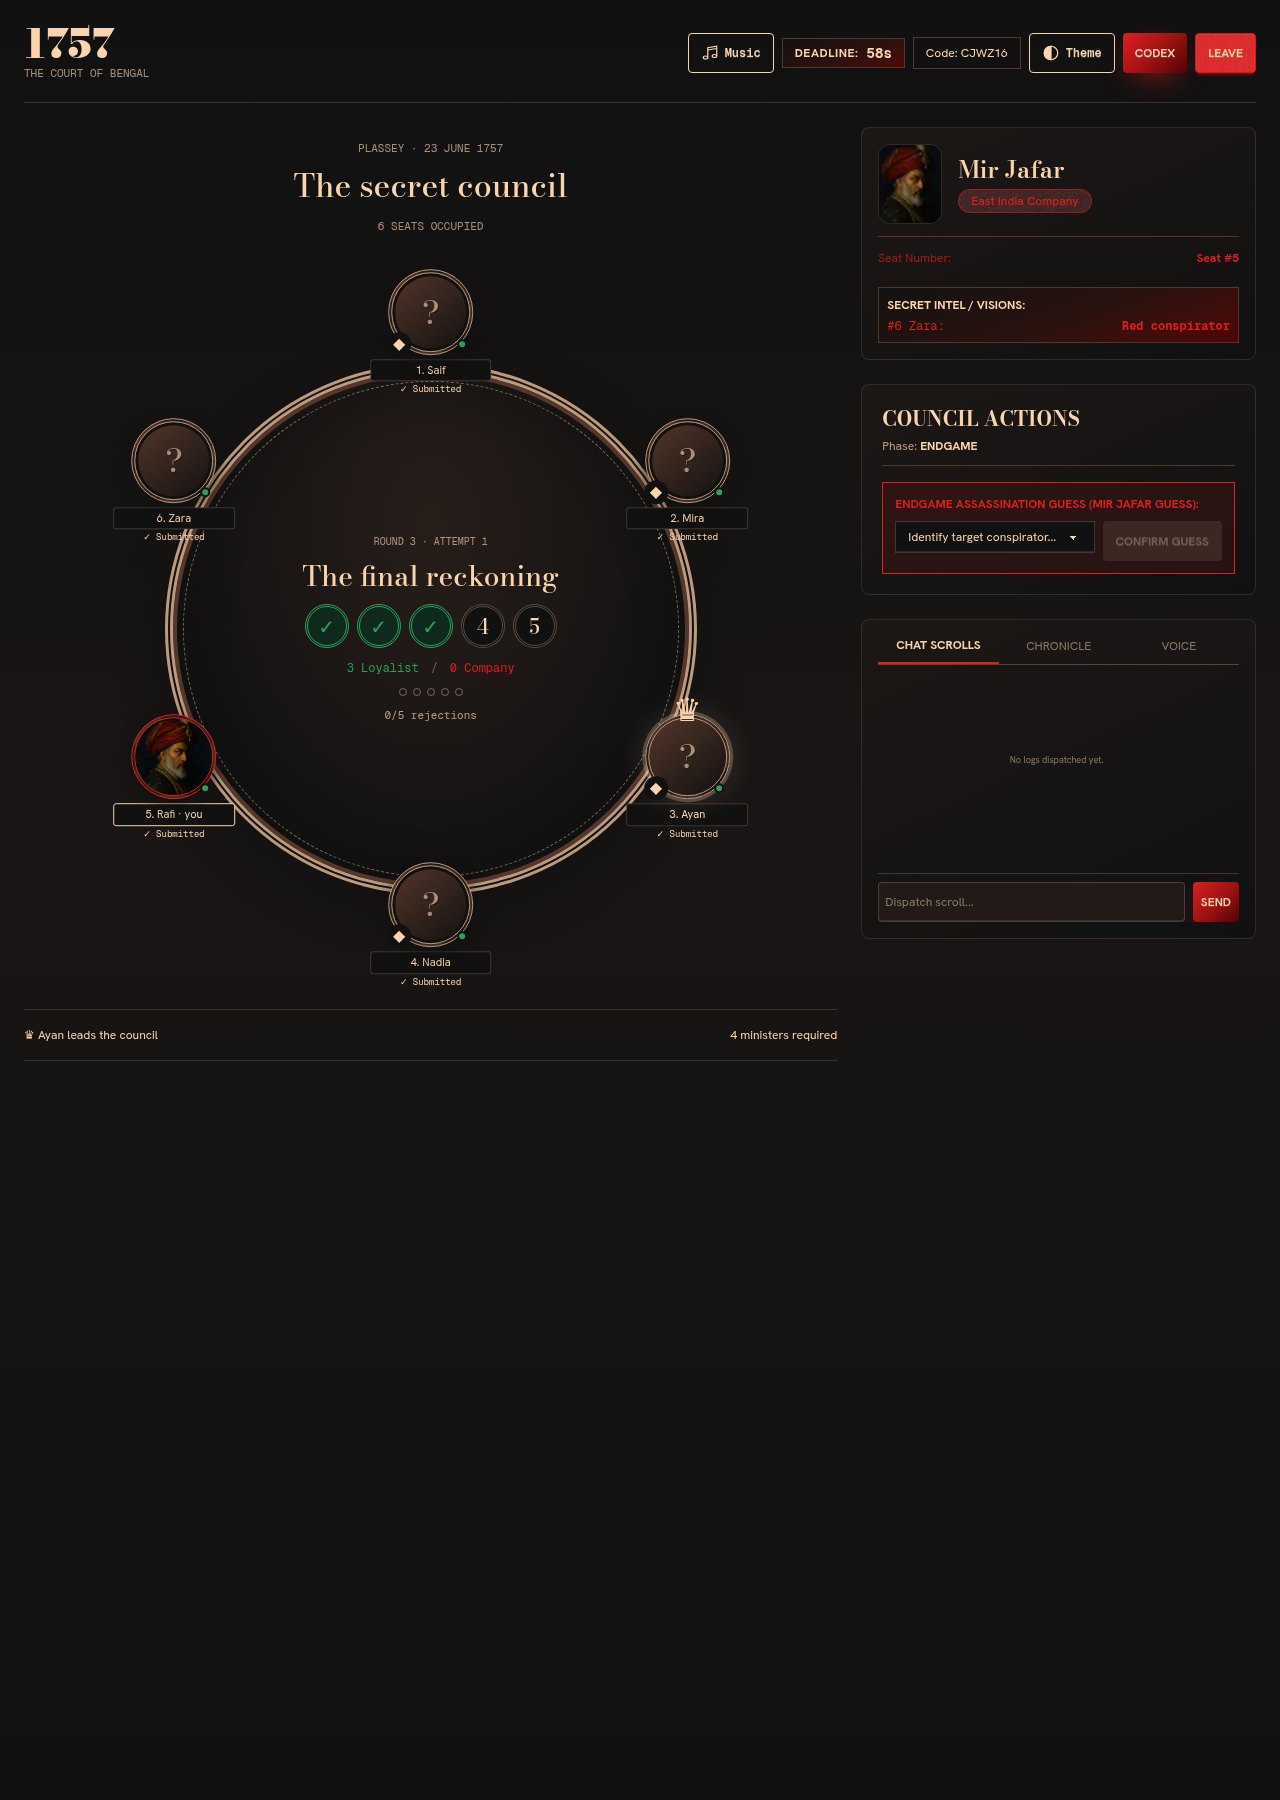 1757
THE COURT OF BENGAL
Music
DEADLINE: 58s
Code: CJWZ16
Theme
CODEX
LEAVE
PLASSEY · 23 JUNE 1757
The secret council
6 SEATS OCCUPIED
?
1. Saif
✓ Submitted
?
6. Zara
✓ Submitted
?
2. Mira
✓ Submitted
ROUND 3 · ATTEMPT 1
The final reckoning
✓ ✓ ✓ 4 5
3 Loyalist / 0 Company
0/5 rejections
5. Rafi · you
✓ Submitted
?
3. Ayan
✓ Submitted
?
4. Nadia
✓ Submitted
♛ Ayan leads the council
4 ministers required
Mir Jafar
East India Company
Seat Number: Seat #5
SECRET INTEL / VISIONS:
#6 Zara: Red conspirator
COUNCIL ACTIONS
Phase: ENDGAME
ENDGAME ASSASSINATION GUESS (MIR JAFAR GUESS):
Identify target conspirator...
CONFIRM GUESS
CHAT SCROLLS
CHRONICLE
VOICE
No logs dispatched yet.
Dispatch scroll...
SEND